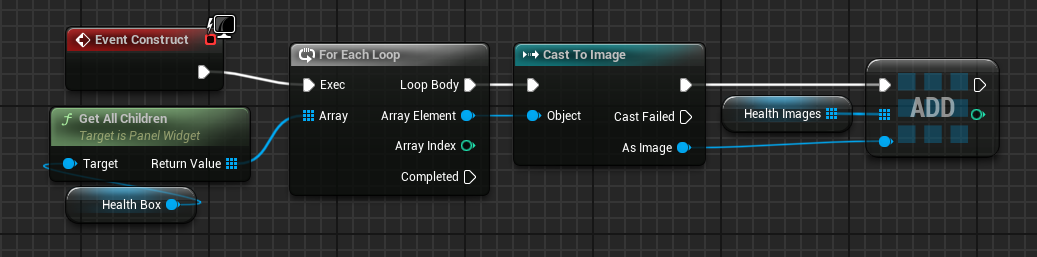 Event Construct
For Each Loop
Cast To Image
Exec
Loop Body
Get All Children
Target is Panel Widget
Array
Array Element
Object
Cast Failed
Health Images
ADD
Array Index
As Image
Target
Return Value
Completed
Health Box